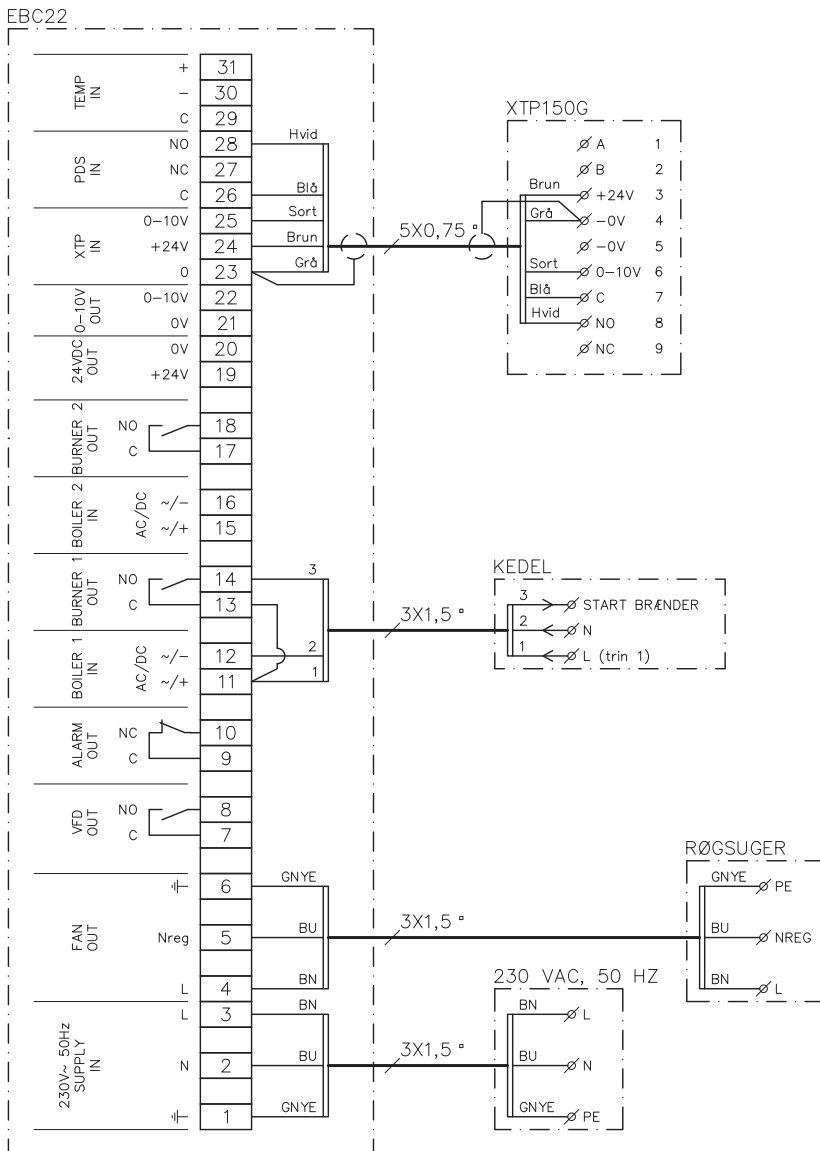 EBC22
TEMP IN
+ 31
− 30
C 29
PDS IN
NO 28 Hvid
NC 27
C 26 Blå
XTP IN
0−10V 25 Sort
+24V 24 Brun
0 23 Grå
5X0,75 ▫
0−10V OUT
0−10V 22
0V 21
24VDC OUT
0V 20
+24V 19
BURNER 2 OUT
NO 18
C 17
BOILER 2 IN
AC/DC
~/− 16
~/+ 15
BURNER 1 OUT
NO 14 3
C 13
3X1,5 ▫
BOILER 1 IN
AC/DC
~/− 12 2
~/+ 11 1
ALARM OUT
NC 10
C 9
VFD OUT
NO 8
C 7
FAN OUT
6 GNYE
Nreg 5 BU
L 4 BN
3X1,5 ▫
230V~ 50Hz SUPPLY IN
L 3 BN
N 2 BU
1 GNYE
3X1,5 ▫
XTP150G
A 1
B 2
Brun +24V 3
Grå −0V 4
−0V 5
Sort 0−10V 6
Blå C 7
Hvid NO 8
NC 9
KEDEL
3 START BRÆNDER
2 N
1 L (trin 1)
RØGSUGER
GNYE PE
BU NREG
BN L
230 VAC, 50 HZ
BN L
BU N
GNYE PE